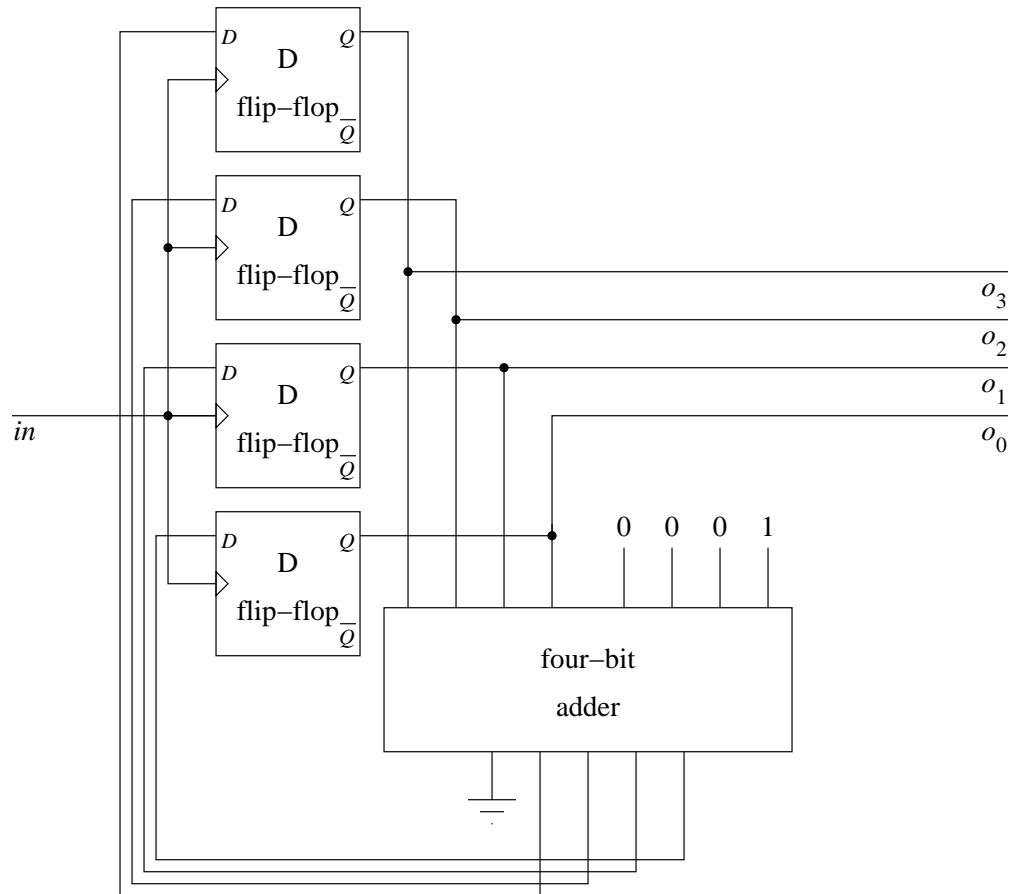 D Q
D
flip−flop
Q
D Q
D
flip−flop
Q
o3
o2
D Q
D
o1
in
flip−flop
o0
Q
0 0 0 1
D Q
D
flip−flop
Q
four−bit
adder